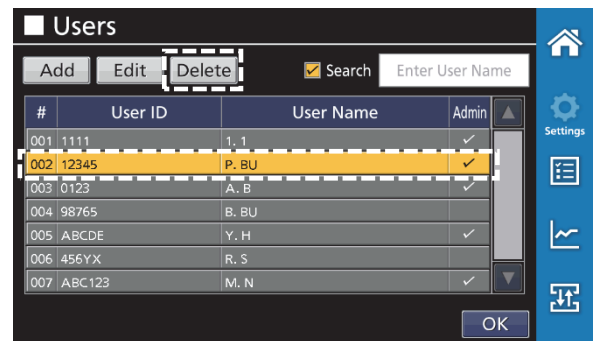 Users
Add Edit Delete Search Enter User Name
# User ID User Name Admin
001 1111 1. 1
002 12345 P. BU
003 0123 A. B
004 98765 B. BU
005 ABCDE Y. H
006 456YX R. S
007 ABC123 M. N
OK
Settings